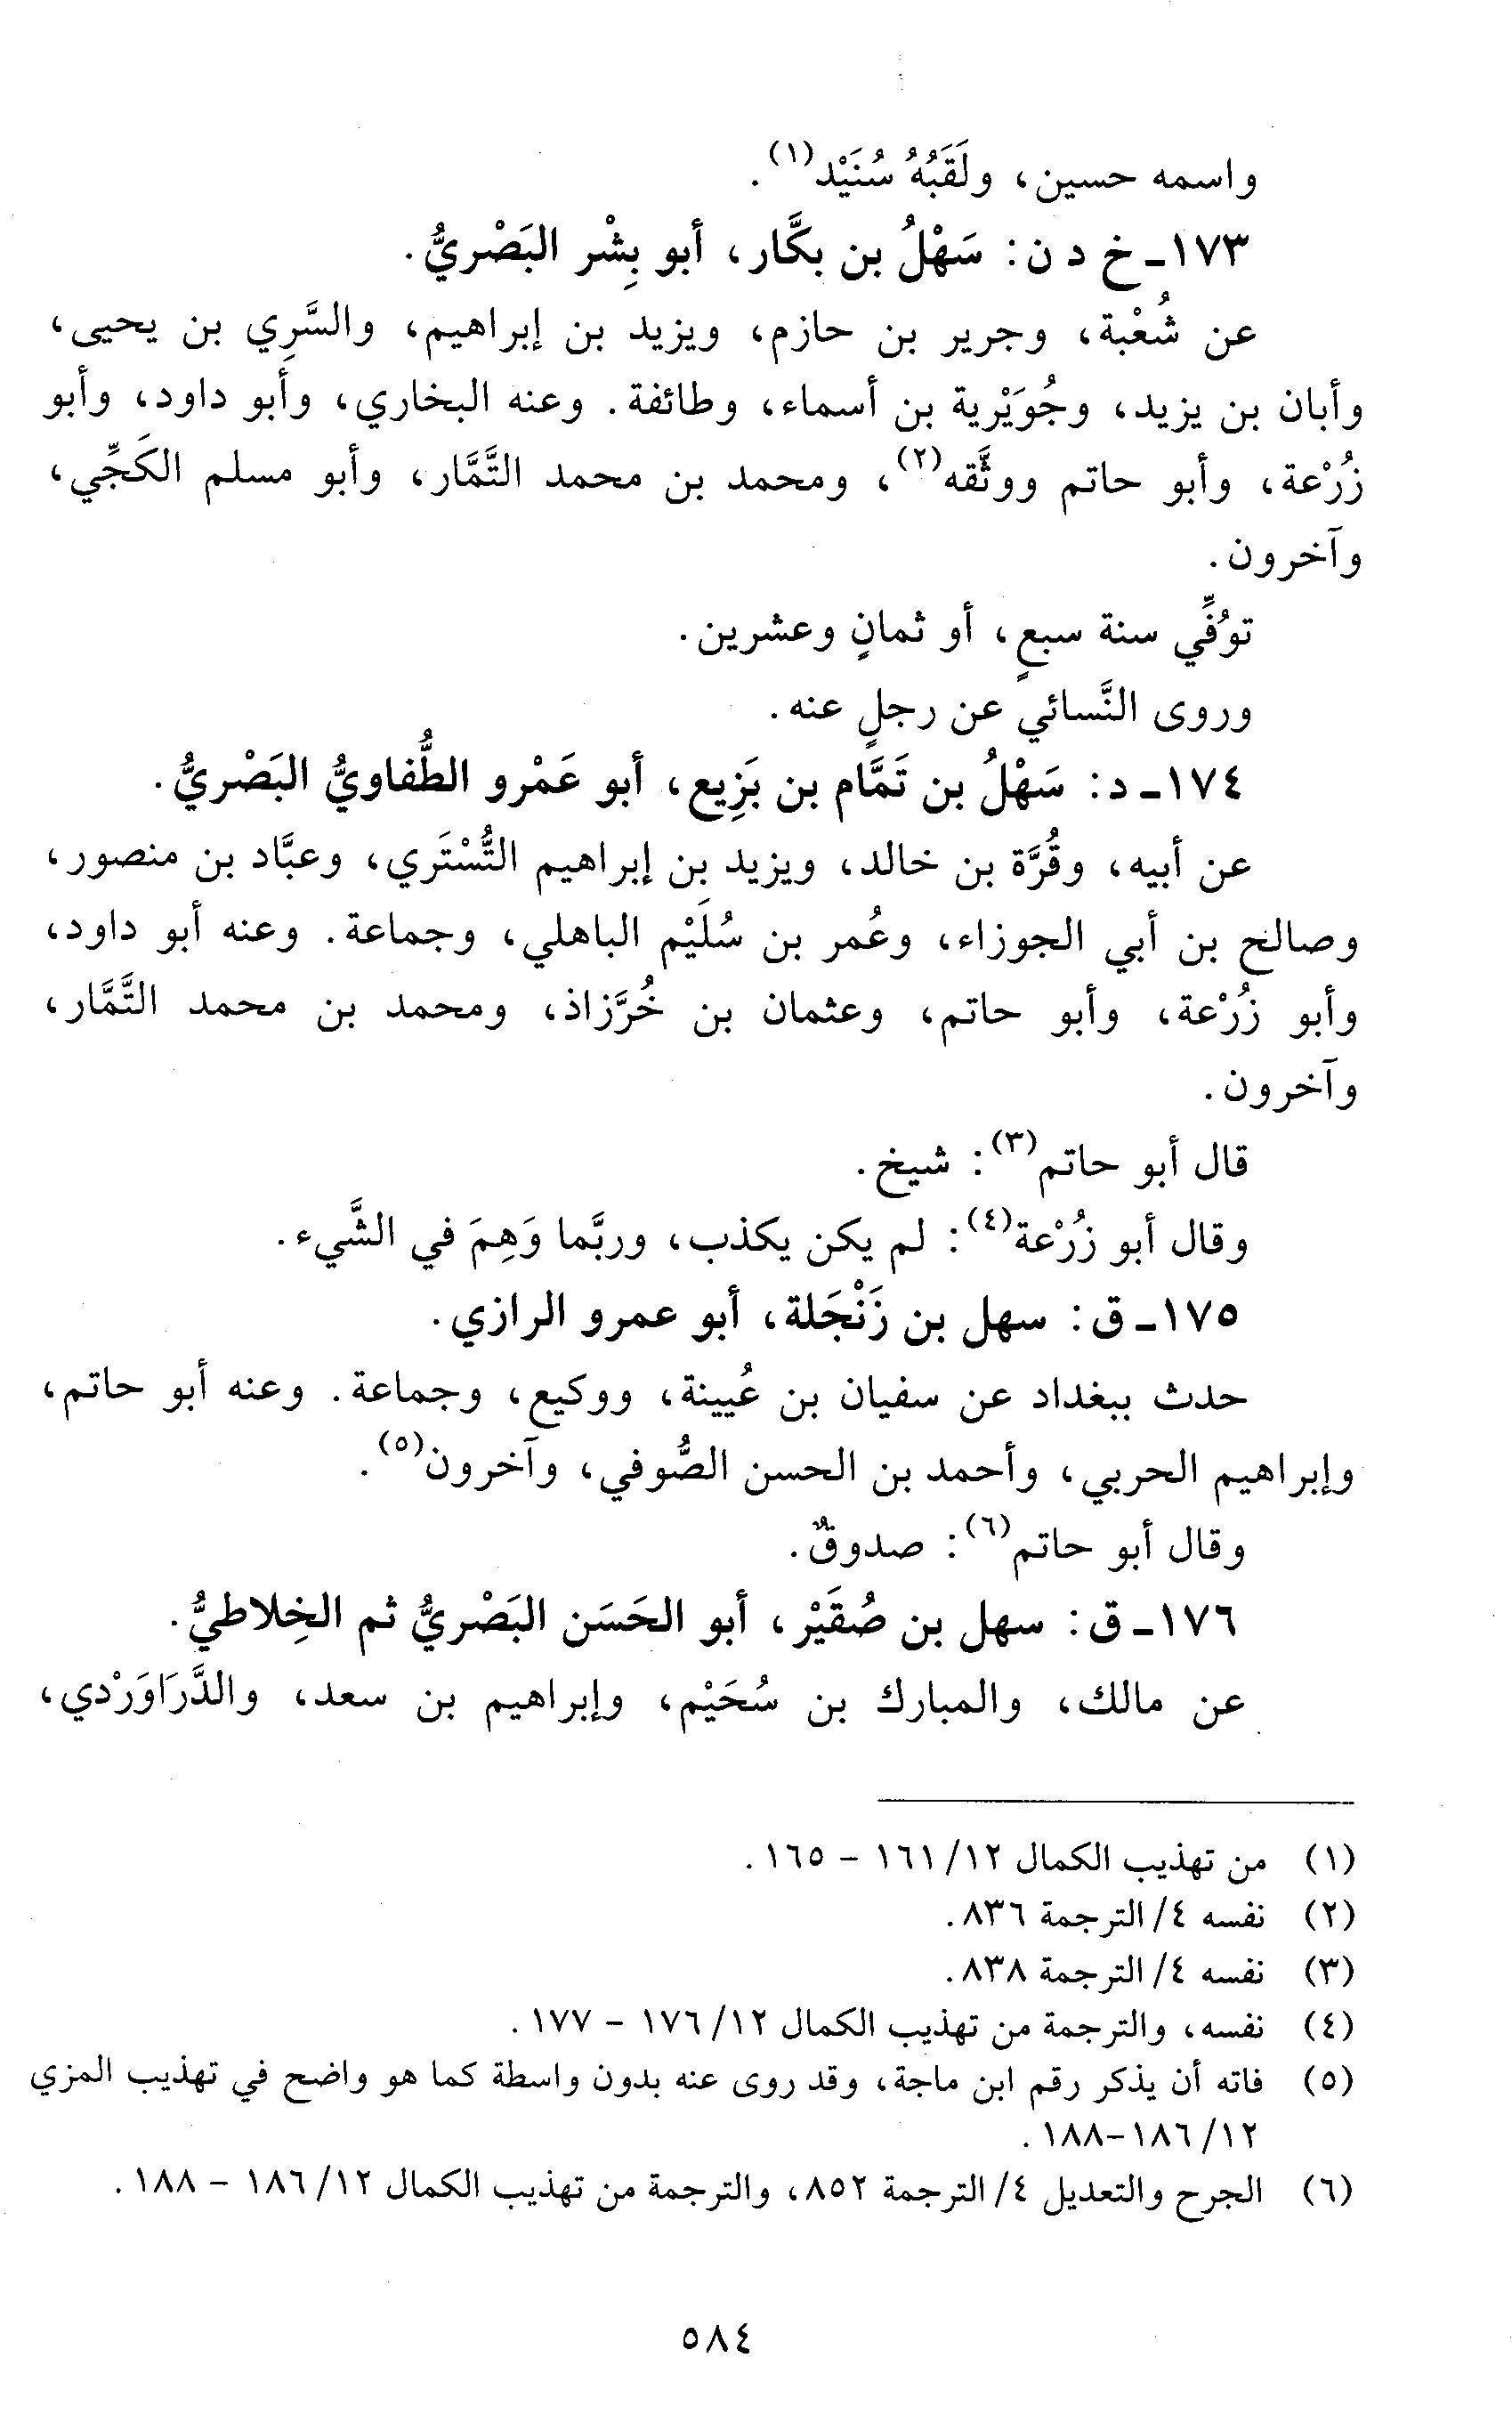 واسمه حسين، ولَقَبُهُ سُنَيْد(١).
١٧٣ـ خ د ن: سَهْلُ بن بكَّار، أبو بِشْر البَصْريُّ.
عن شُعْبة، وجرير بن حازم، ويزيد بن إبراهيم، والسَّرِي بن يحيى،
وأبان بن يزيد، وجُوَيْرية بن أسماء، وطائفة. وعنه البخاري، وأبو داود، وأبو
زُرْعة، وأبو حاتم ووثَّقه(٢)، ومحمد بن محمد التَّمَّار، وأبو مسلم الكَجِّي،
وآخرون.
توُفِّي سنة سبعٍ، أو ثمانٍ وعشرين.
وروى النَّسائي عن رجلٍ عنه.
١٧٤ـ د: سَهْلُ بن تَمَّام بن بَزِيع، أبو عَمْرو الطُّفاويُّ البَصْريُّ.
عن أبيه، وقُرَّة بن خالد، ويزيد بن إبراهيم التُّسْتَري، وعبَّاد بن منصور،
وصالح بن أبي الجوزاء، وعُمر بن سُلَيْم الباهلي، وجماعة. وعنه أبو داود،
وأبو زُرْعة، وأبو حاتم، وعثمان بن خُرَّزاذ، ومحمد بن محمد التَّمَّار،
وآخرون.
قال أبو حاتم(٣): شيخ.
وقال أبو زُرْعة(٤): لم يكن يكذب، وربَّما وَهِمَ في الشَّيء.
١٧٥ـ ق: سهل بن زَنْجَلة، أبو عمرو الرازي.
حدث ببغداد عن سفيان بن عُيينة، ووكيع، وجماعة. وعنه أبو حاتم،
وإبراهيم الحربي، وأحمد بن الحسن الصُّوفي، وآخرون(٥).
وقال أبو حاتم(٦): صدوقٌ.
١٧٦ـ ق: سهل بن صُقَيْر، أبو الحَسَن البَصْريُّ ثم الخِلاطيُّ.
عن مالك، والمبارك بن سُحَيْم، وإبراهيم بن سعد، والدَّرَاوَرْدي،
(١) من تهذيب الكمال ١٢/ ١٦١ - ١٦٥.
(٢) نفسه ٤/ الترجمة ٨٣٦.
(٣) نفسه ٤/ الترجمة ٨٣٨.
(٤) نفسه، والترجمة من تهذيب الكمال ١٢/ ١٧٦ - ١٧٧.
(٥) فاته أن يذكر رقم ابن ماجة، وقد روى عنه بدون واسطة كما هو واضح في تهذيب المزي
١٢/ ١٨٦-١٨٨.
(٦) الجرح والتعديل ٤/ الترجمة ٨٥٢، والترجمة من تهذيب الكمال ١٢/ ١٨٦ - ١٨٨.
٥٨٤